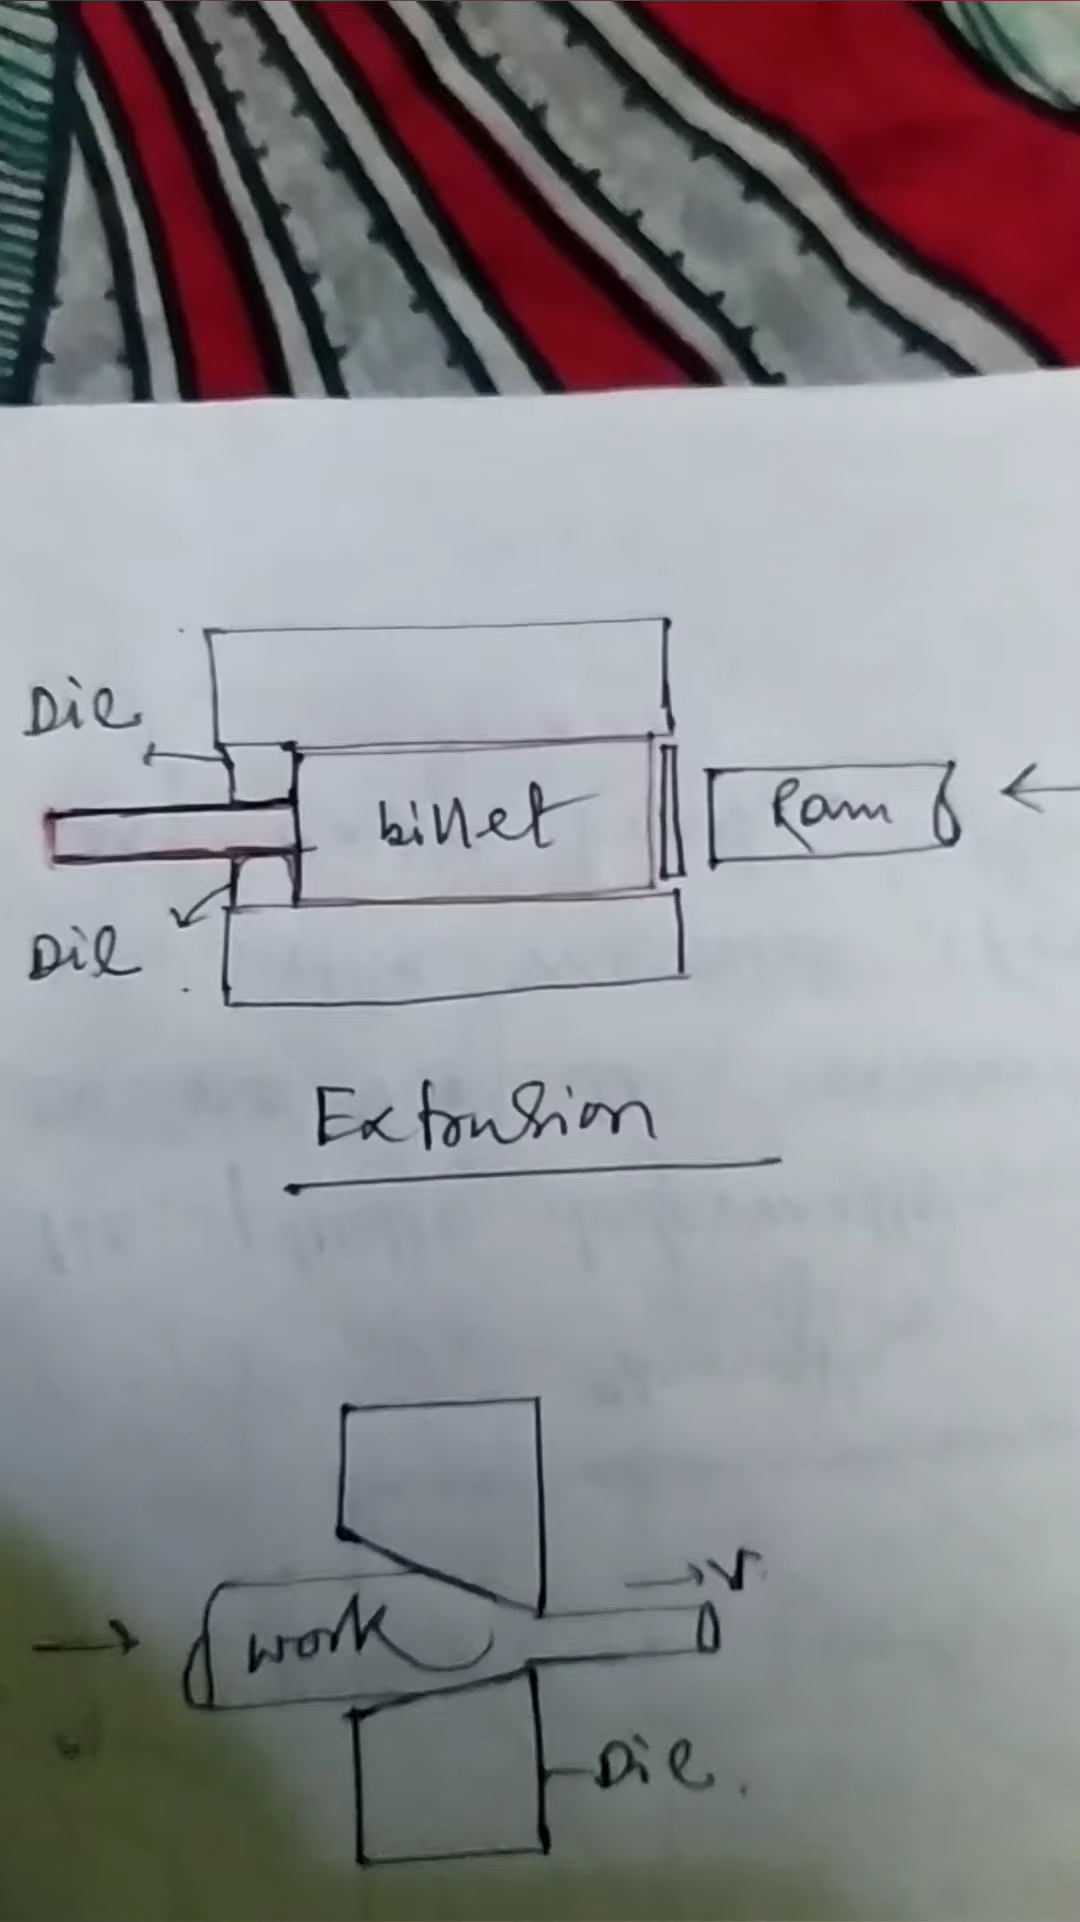 Die
billet
Ram
Die
Extrusion
V
work
Die.